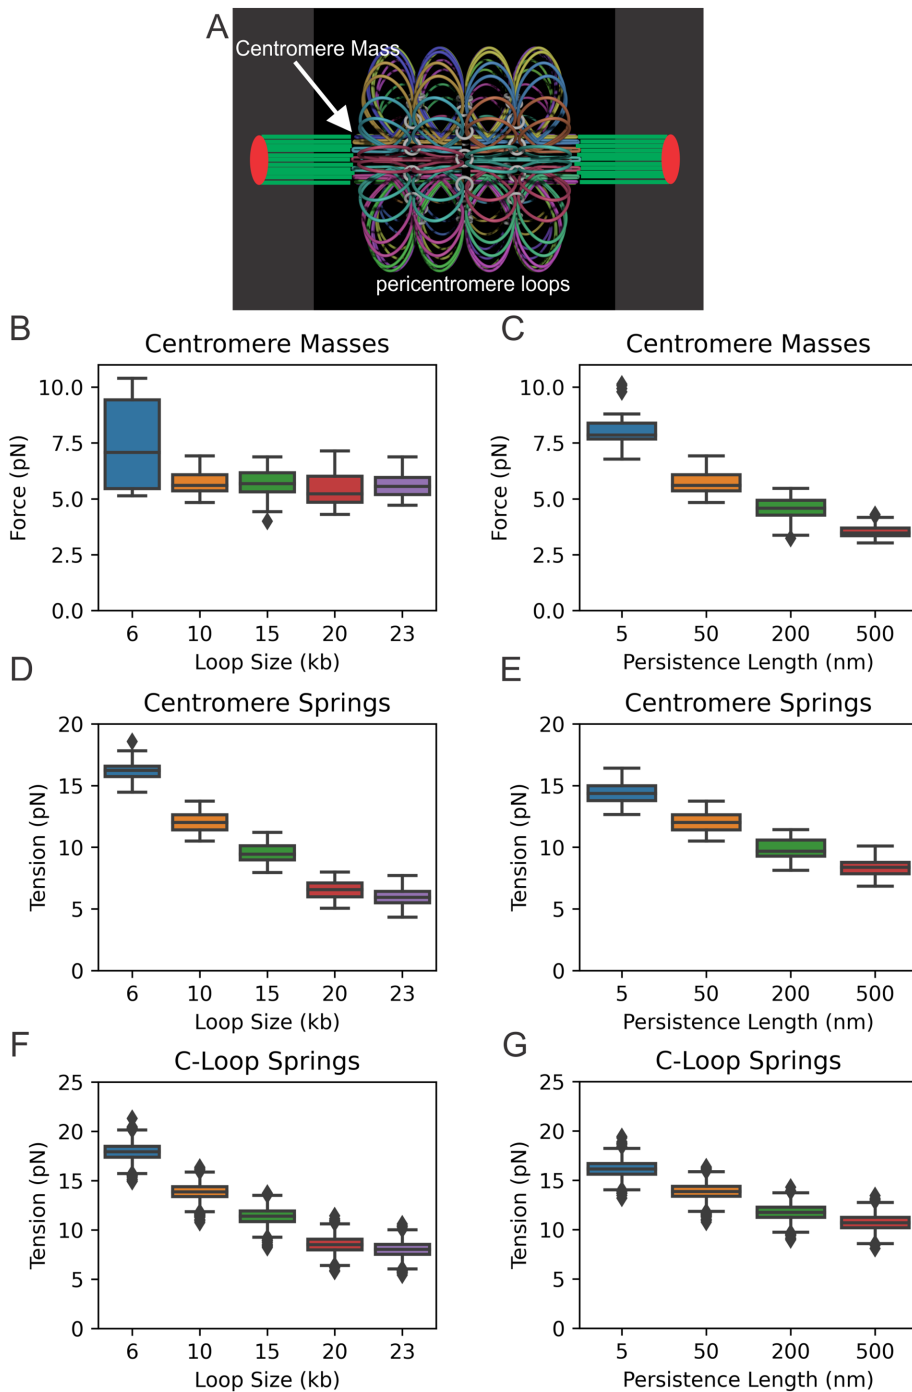 A
Centromere Mass
pericentromere loops
B
Centromere Masses
Force (pN)
10.0
7.5
5.0
2.5
0.0
6 10 15 20 23
Loop Size (kb)
C
Centromere Masses
Force (pN)
10.0
7.5
5.0
2.5
0.0
5 50 200 500
Persistence Length (nm)
D
Centromere Springs
Tension (pN)
20
15
10
5
0
6 10 15 20 23
Loop Size (kb)
E
Centromere Springs
Tension (pN)
20
15
10
5
0
5 50 200 500
Persistence Length (nm)
F
C-Loop Springs
Tension (pN)
25
20
15
10
5
0
6 10 15 20 23
Loop Size (kb)
G
C-Loop Springs
Tension (pN)
25
20
15
10
5
0
5 50 200 500
Persistence Length (nm)